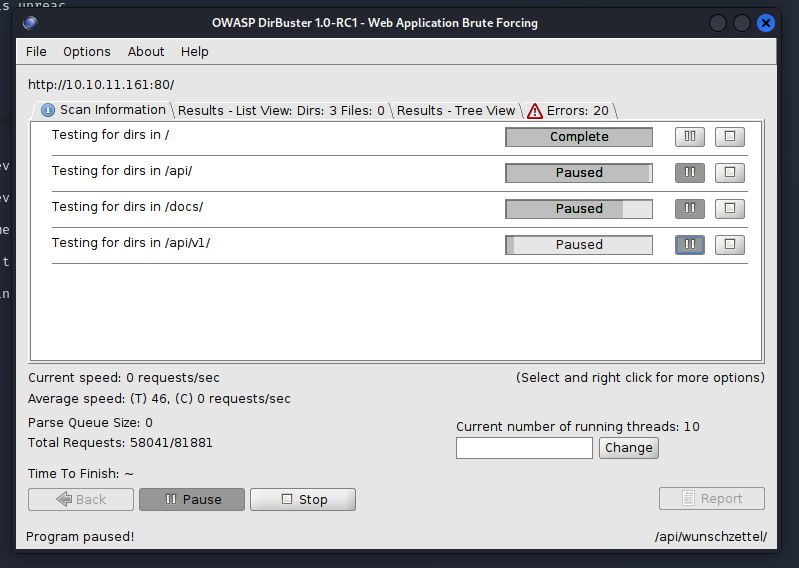 s unreac
OWASP DirBuster 1.0-RC1 - Web Application Brute Forcing
File Options About Help
http://10.10.11.161:80/
Scan Information Results - List View: Dirs: 3 Files: 0 Results - Tree View Errors: 20
Testing for dirs in / Complete
Testing for dirs in /api/ Paused
Testing for dirs in /docs/ Paused
Testing for dirs in /api/v1/ Paused
ev
ev
t
in
Current speed: 0 requests/sec (Select and right click for more options)
Average speed: (T) 46, (C) 0 requests/sec
Parse Queue Size: 0 Current number of running threads: 10
Total Requests: 58041/81881 Change
Time To Finish: ~
Back Pause Stop Report
Program paused! /api/wunschzettel/